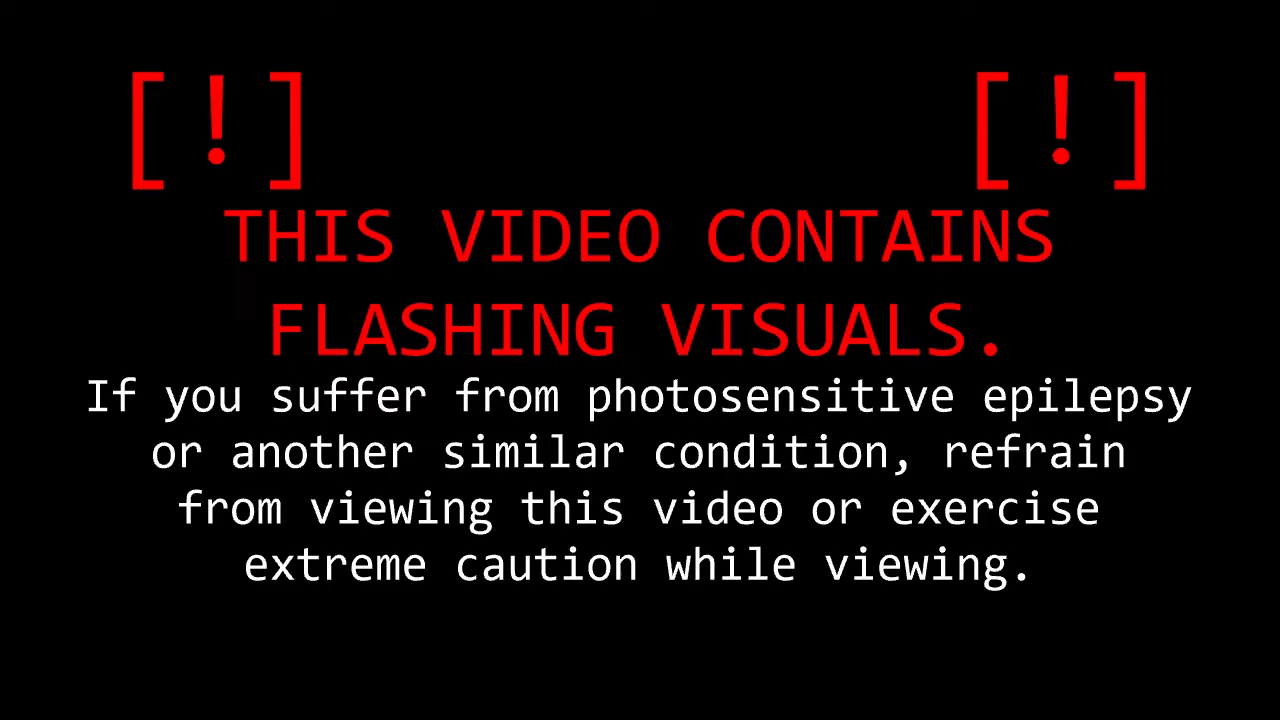 [!] [!]
THIS VIDEO CONTAINS
FLASHING VISUALS.
If you suffer from photosensitive epilepsy
or another similar condition, refrain
from viewing this video or exercise
extreme caution while viewing.